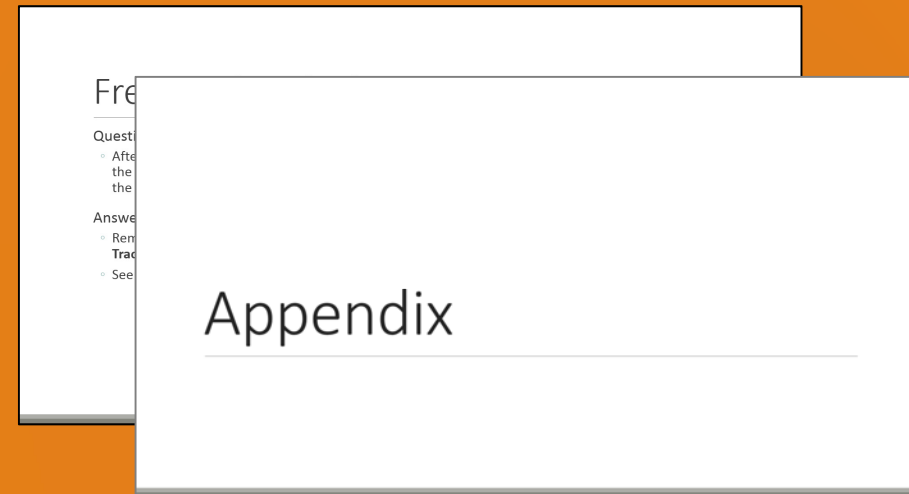 Fre
Questi
Afte
the
the
Answe
Rem
Trac
See
Appendix